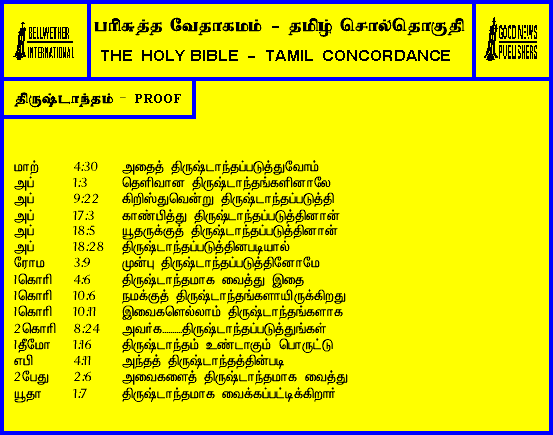 BELLWETHER
INTERNATIONAL
பரிசுத்த வேதாகமம் - தமிழ் சொல்தொகுதி
THE HOLY BIBLE - TAMIL CONCORDANCE
GOOD NEWS
PUBLISHERS
திருஷ்டாந்தம் - PROOF
மாற் 4:30 அதைத் திருஷ்டாந்தப்படுத்துவோம்
அப் 1:3 தெளிவான திருஷ்டாந்தங்களினாலே
அப் 9:22 கிறிஸ்துவென்று திருஷ்டாந்தப்படுத்தி
அப் 17:3 காண்பித்து திருஷ்டாந்தப்படுத்தினான்
அப் 18:5 யூதருக்குத் திருஷ்டாந்தப்படுத்தினான்
அப் 18:28 திருஷ்டாந்தப்படுத்தினபடியால்
ரோம 3:9 முன்பு திருஷ்டாந்தப்படுத்தினோமே
1கொரி 4:6 திருஷ்டாந்தமாக வைத்து இதை
1கொரி 10:6 நமக்குத் திருஷ்டாந்தங்களாயிருக்கிறது
1கொரி 10:11 இவைகளெல்லாம் திருஷ்டாந்தங்களாக
2கொரி 8:24 அவர்க.........திருஷ்டாந்தப்படுத்துங்கள்
1தீமோ 1:16 திருஷ்டாந்தம் உண்டாகும் பொருட்டு
எபி 4:11 அந்தத் திருஷ்டாந்தத்தின்படி
2பேது 2:6 அவைகளைத் திருஷ்டாந்தமாக வைத்து
யூதா 1:7 திருஷ்டாந்தமாக வைக்கப்பட்டிக்கிறார்